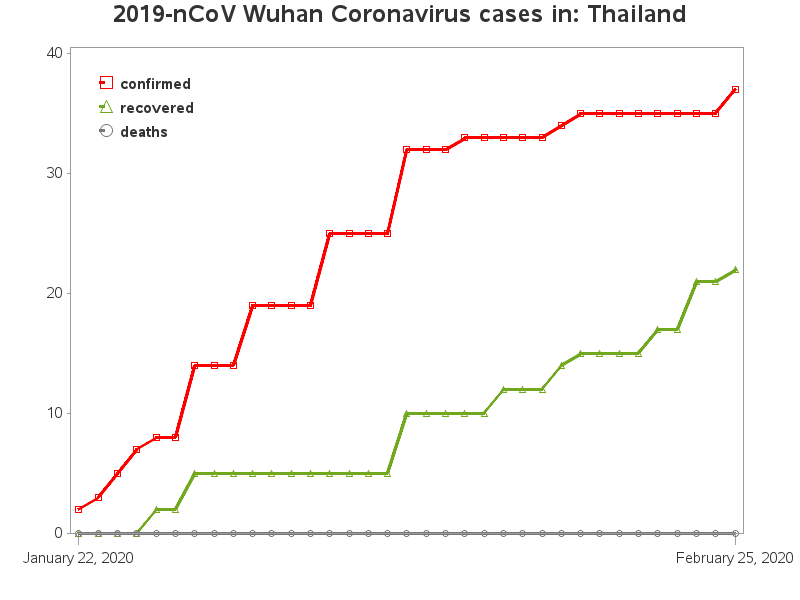 2019-nCoV Wuhan Coronavirus cases in: Thailand
40
confirmed
recovered
deaths
30
20
10
0
January 22, 2020
February 25, 2020